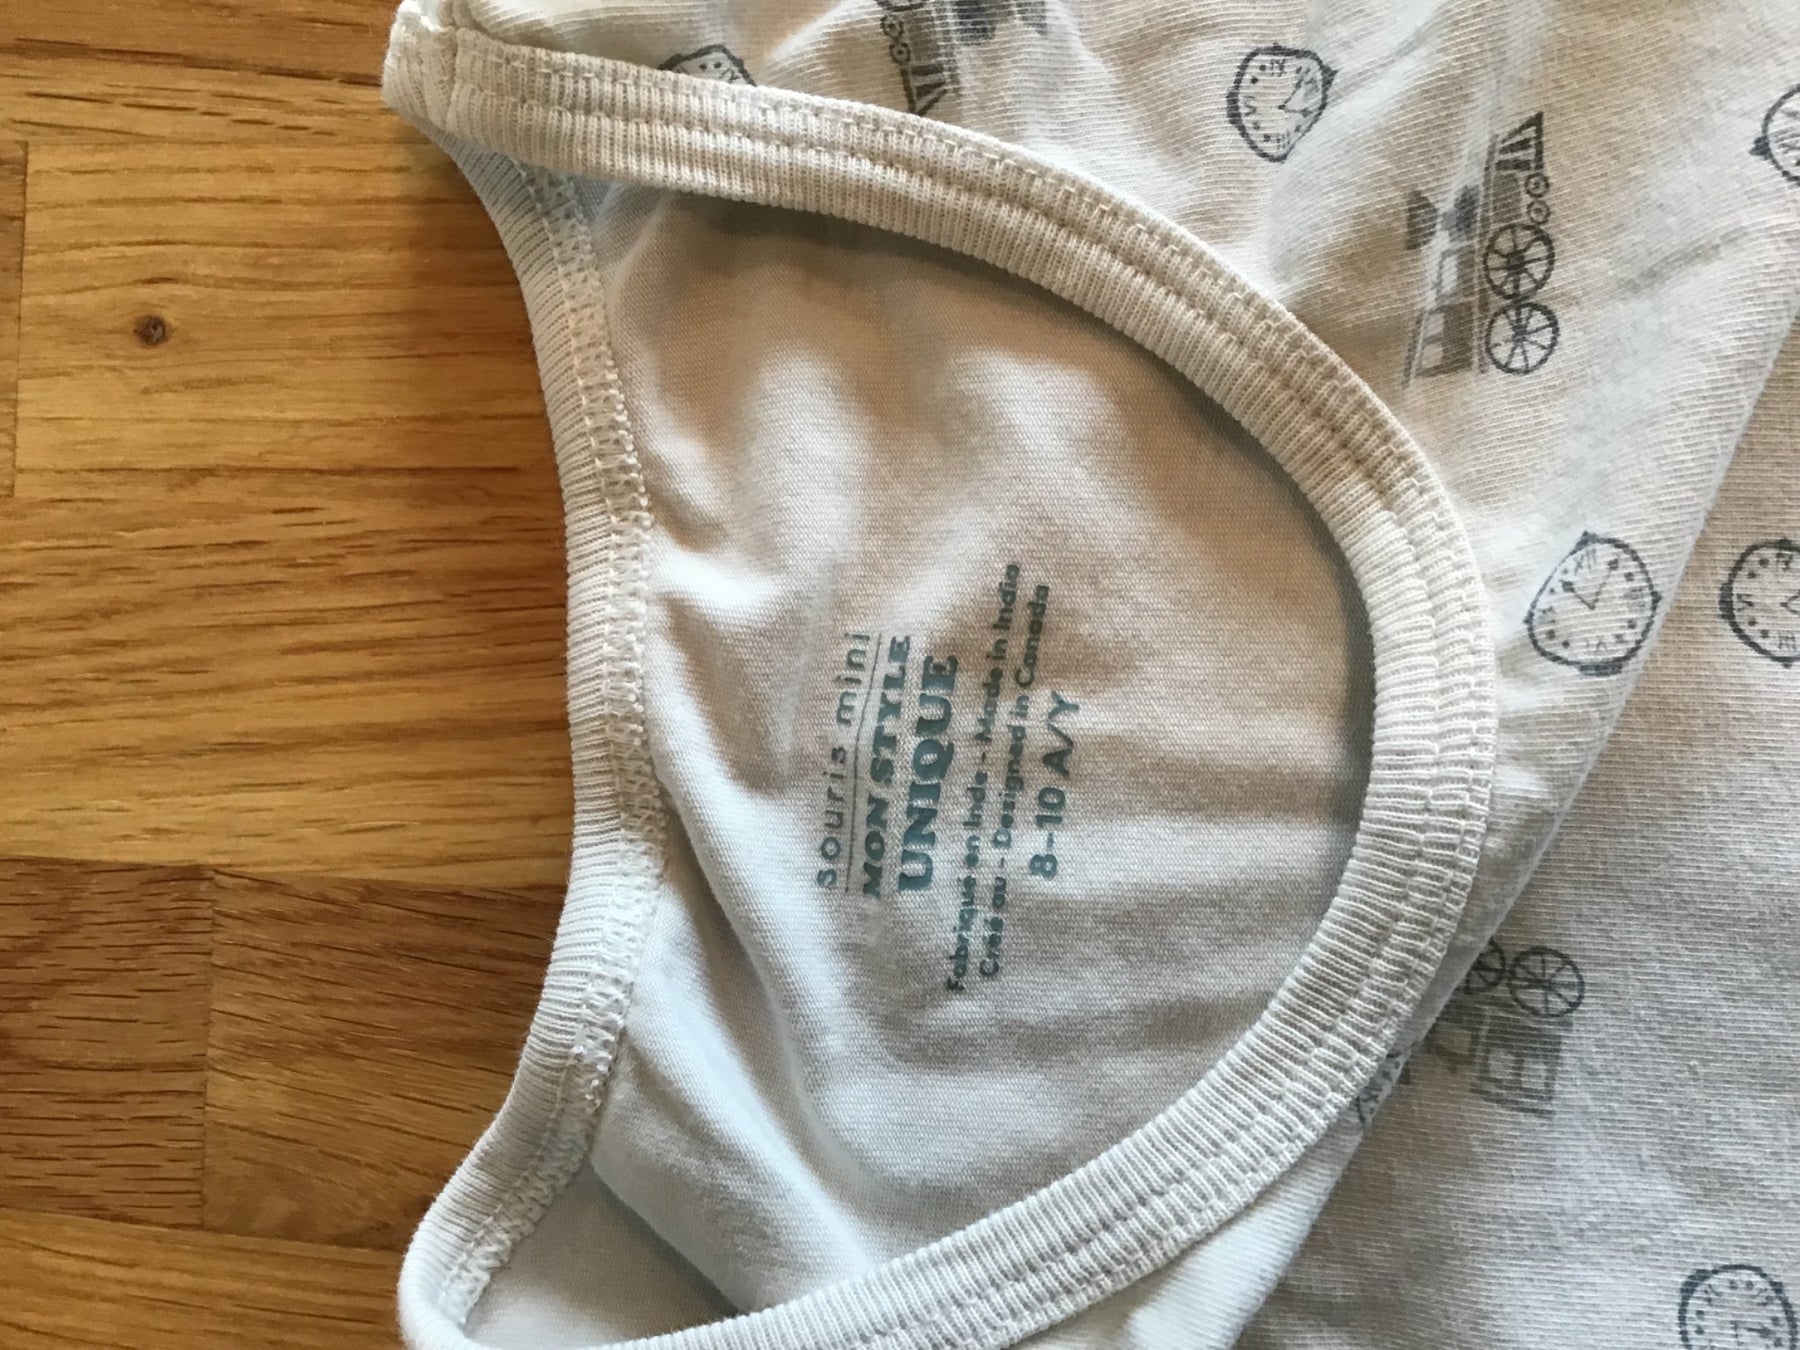 souris mini
MON STYLE
UNIQUE
Fabriqué en Inde - Made in India
Créé au - Designed in Canada
8-10 A/Y